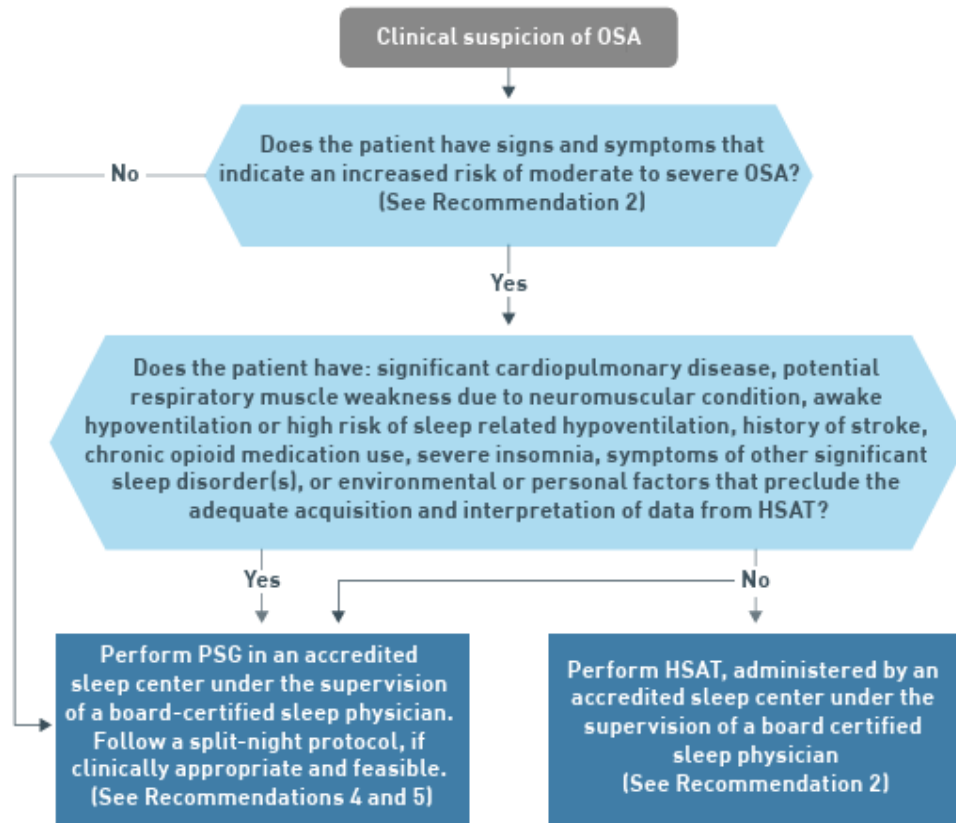 Clinical suspicion of OSA
Does the patient have signs and symptoms that
indicate an increased risk of moderate to severe OSA?
(See Recommendation 2)
No
Yes
Does the patient have: significant cardiopulmonary disease, potential
respiratory muscle weakness due to neuromuscular condition, awake
hypoventilation or high risk of sleep related hypoventilation, history of stroke,
chronic opioid medication use, severe insomnia, symptoms of other significant
sleep disorder(s), or environmental or personal factors that preclude the
adequate acquisition and interpretation of data from HSAT?
Yes
No
Perform PSG in an accredited
sleep center under the supervision
of a board-certified sleep physician.
Follow a split-night protocol, if
clinically appropriate and feasible.
(See Recommendations 4 and 5)
Perform HSAT, administered by an
accredited sleep center under the
supervision of a board certified
sleep physician
(See Recommendation 2)